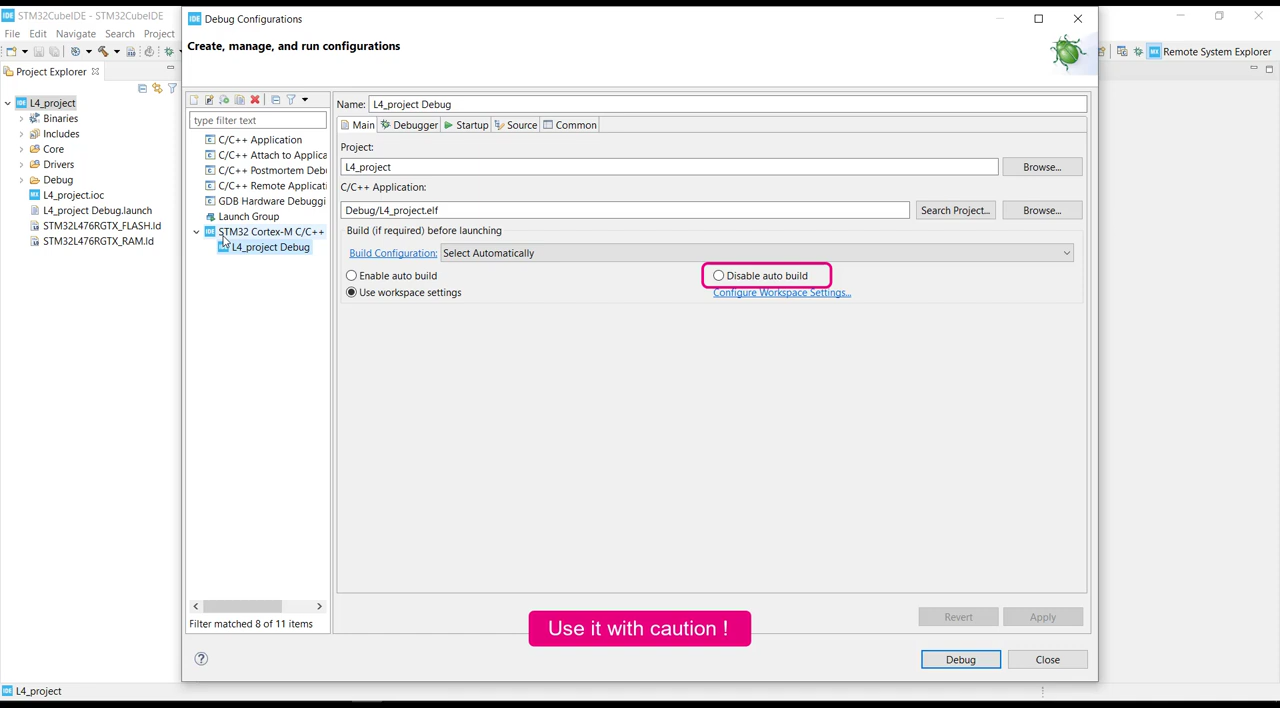 STM32CubeIDE - STM32CubeIDE
File Edit Navigate Search Project
Remote System Explorer
Project Explorer
L4_project
Binaries
Includes
Core
Drivers
Debug
L4_project.ioc
L4_project Debug.launch
STM32L476RGTX_FLASH.ld
STM32L476RGTX_RAM.ld
Debug Configurations
Create, manage, and run configurations
type filter text
C/C++ Application
C/C++ Attach to Applica
C/C++ Postmortem Deb
C/C++ Remote Applicati
GDB Hardware Debuggi
Launch Group
STM32 Cortex-M C/C++
L4_project Debug
Filter matched 8 of 11 items
Name: L4_project Debug
Main Debugger Startup Source Common
Project:
L4_project Browse...
C/C++ Application:
Debug/L4_project.elf Search Project... Browse...
Build (if required) before launching
Build Configuration: Select Automatically
Enable auto build Disable auto build
Use workspace settings Configure Workspace Settings...
Revert Apply
Use it with caution !
Debug Close
L4_project